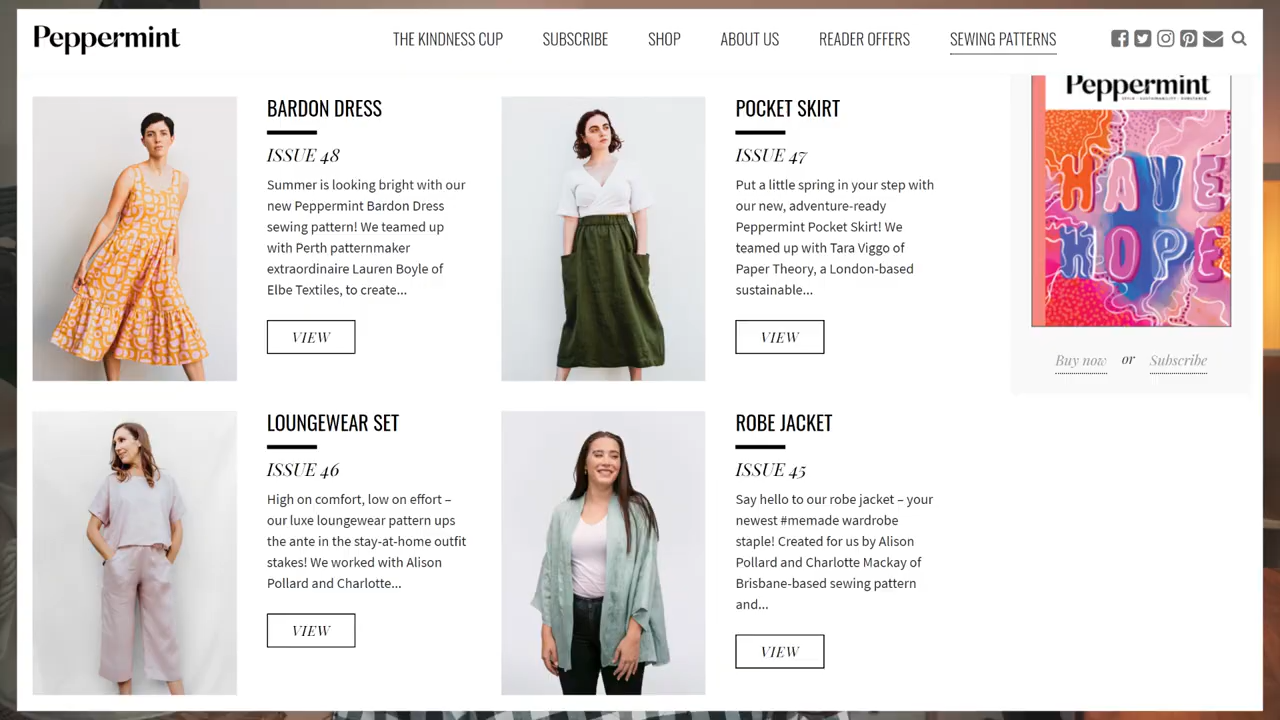 Peppermint
THE KINDNESS CUP
SUBSCRIBE
SHOP
ABOUT US
READER OFFERS
SEWING PATTERNS
BARDON DRESS
ISSUE 48
Summer is looking bright with our
new Peppermint Bardon Dress
sewing pattern! We teamed up
with Perth patternmaker
extraordinaire Lauren Boyle of
Elbe Textiles, to create...
VIEW
POCKET SKIRT
ISSUE 47
Put a little spring in your step with
our new, adventure-ready
Peppermint Pocket Skirt! We
teamed up with Tara Viggo of
Paper Theory, a London-based
sustainable...
VIEW
Peppermint
STYLE · SUSTAINABILITY · SUBSTANCE
HAVE
HOPE
Buy now or Subscribe
LOUNGEWEAR SET
ISSUE 46
High on comfort, low on effort –
our luxe loungewear pattern ups
the ante in the stay-at-home outfit
stakes! We worked with Alison
Pollard and Charlotte...
VIEW
ROBE JACKET
ISSUE 45
Say hello to our robe jacket – your
newest #memade wardrobe
staple! Created for us by Alison
Pollard and Charlotte Mackay of
Brisbane-based sewing pattern
and...
VIEW